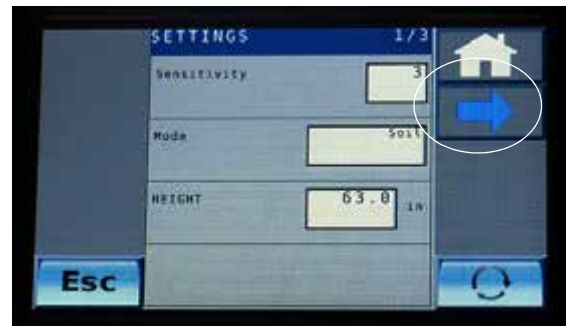 SETTINGS 1/3
Sensitivity 3
Mode Soil
HEIGHT 63.0 in
Esc